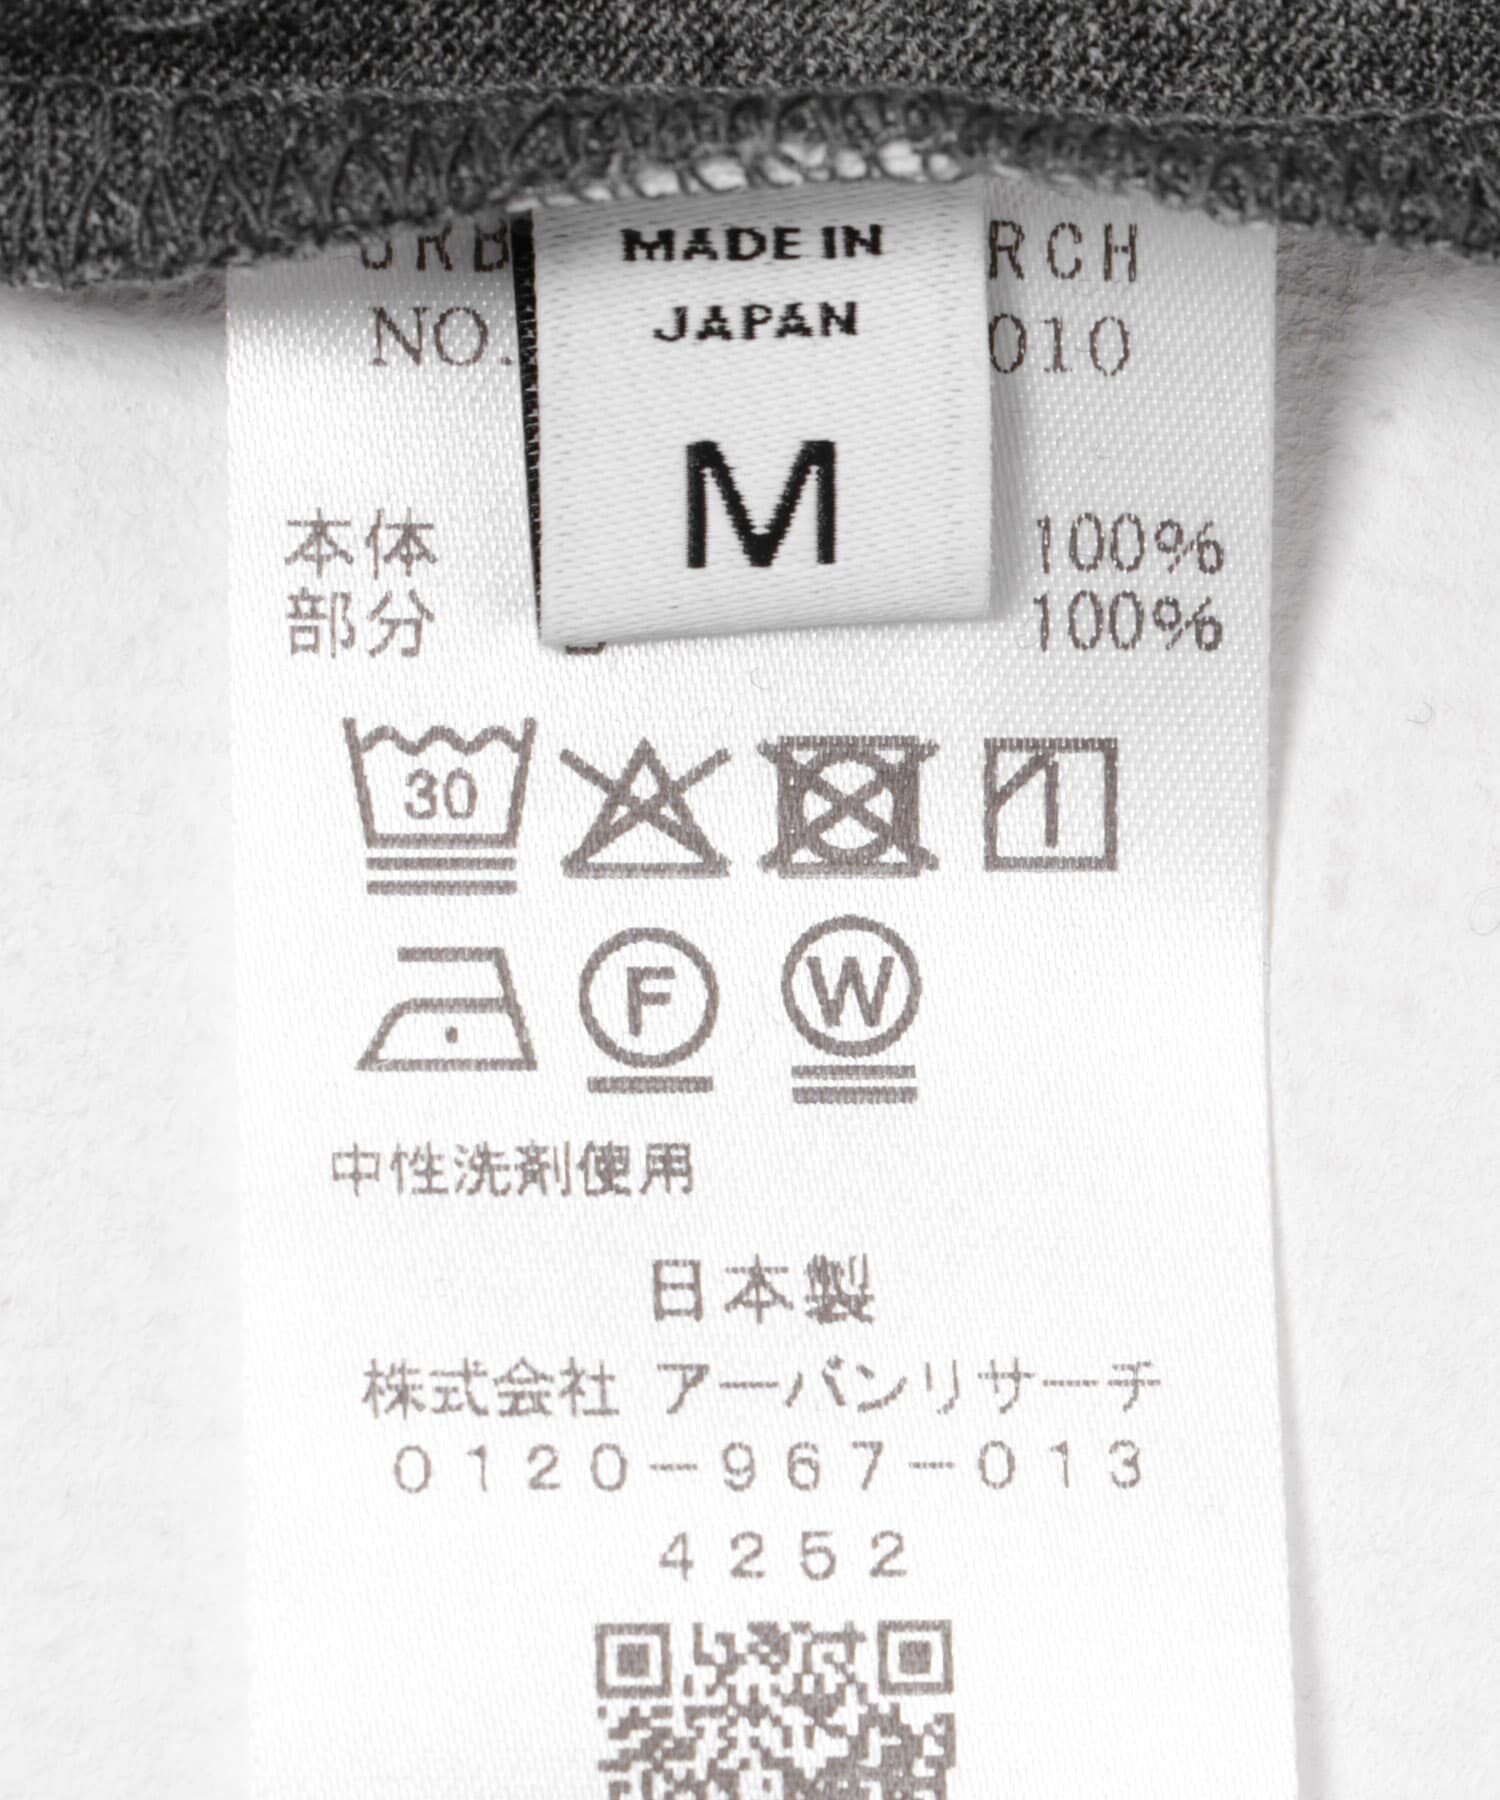 MADE IN
JAPAN
M
RCH
NO.
010
本体 100%
部分 100%
30
1
F
W
中性洗剤使用
日本製
株式会社 アーバンリサーチ
0120-967-013
4252